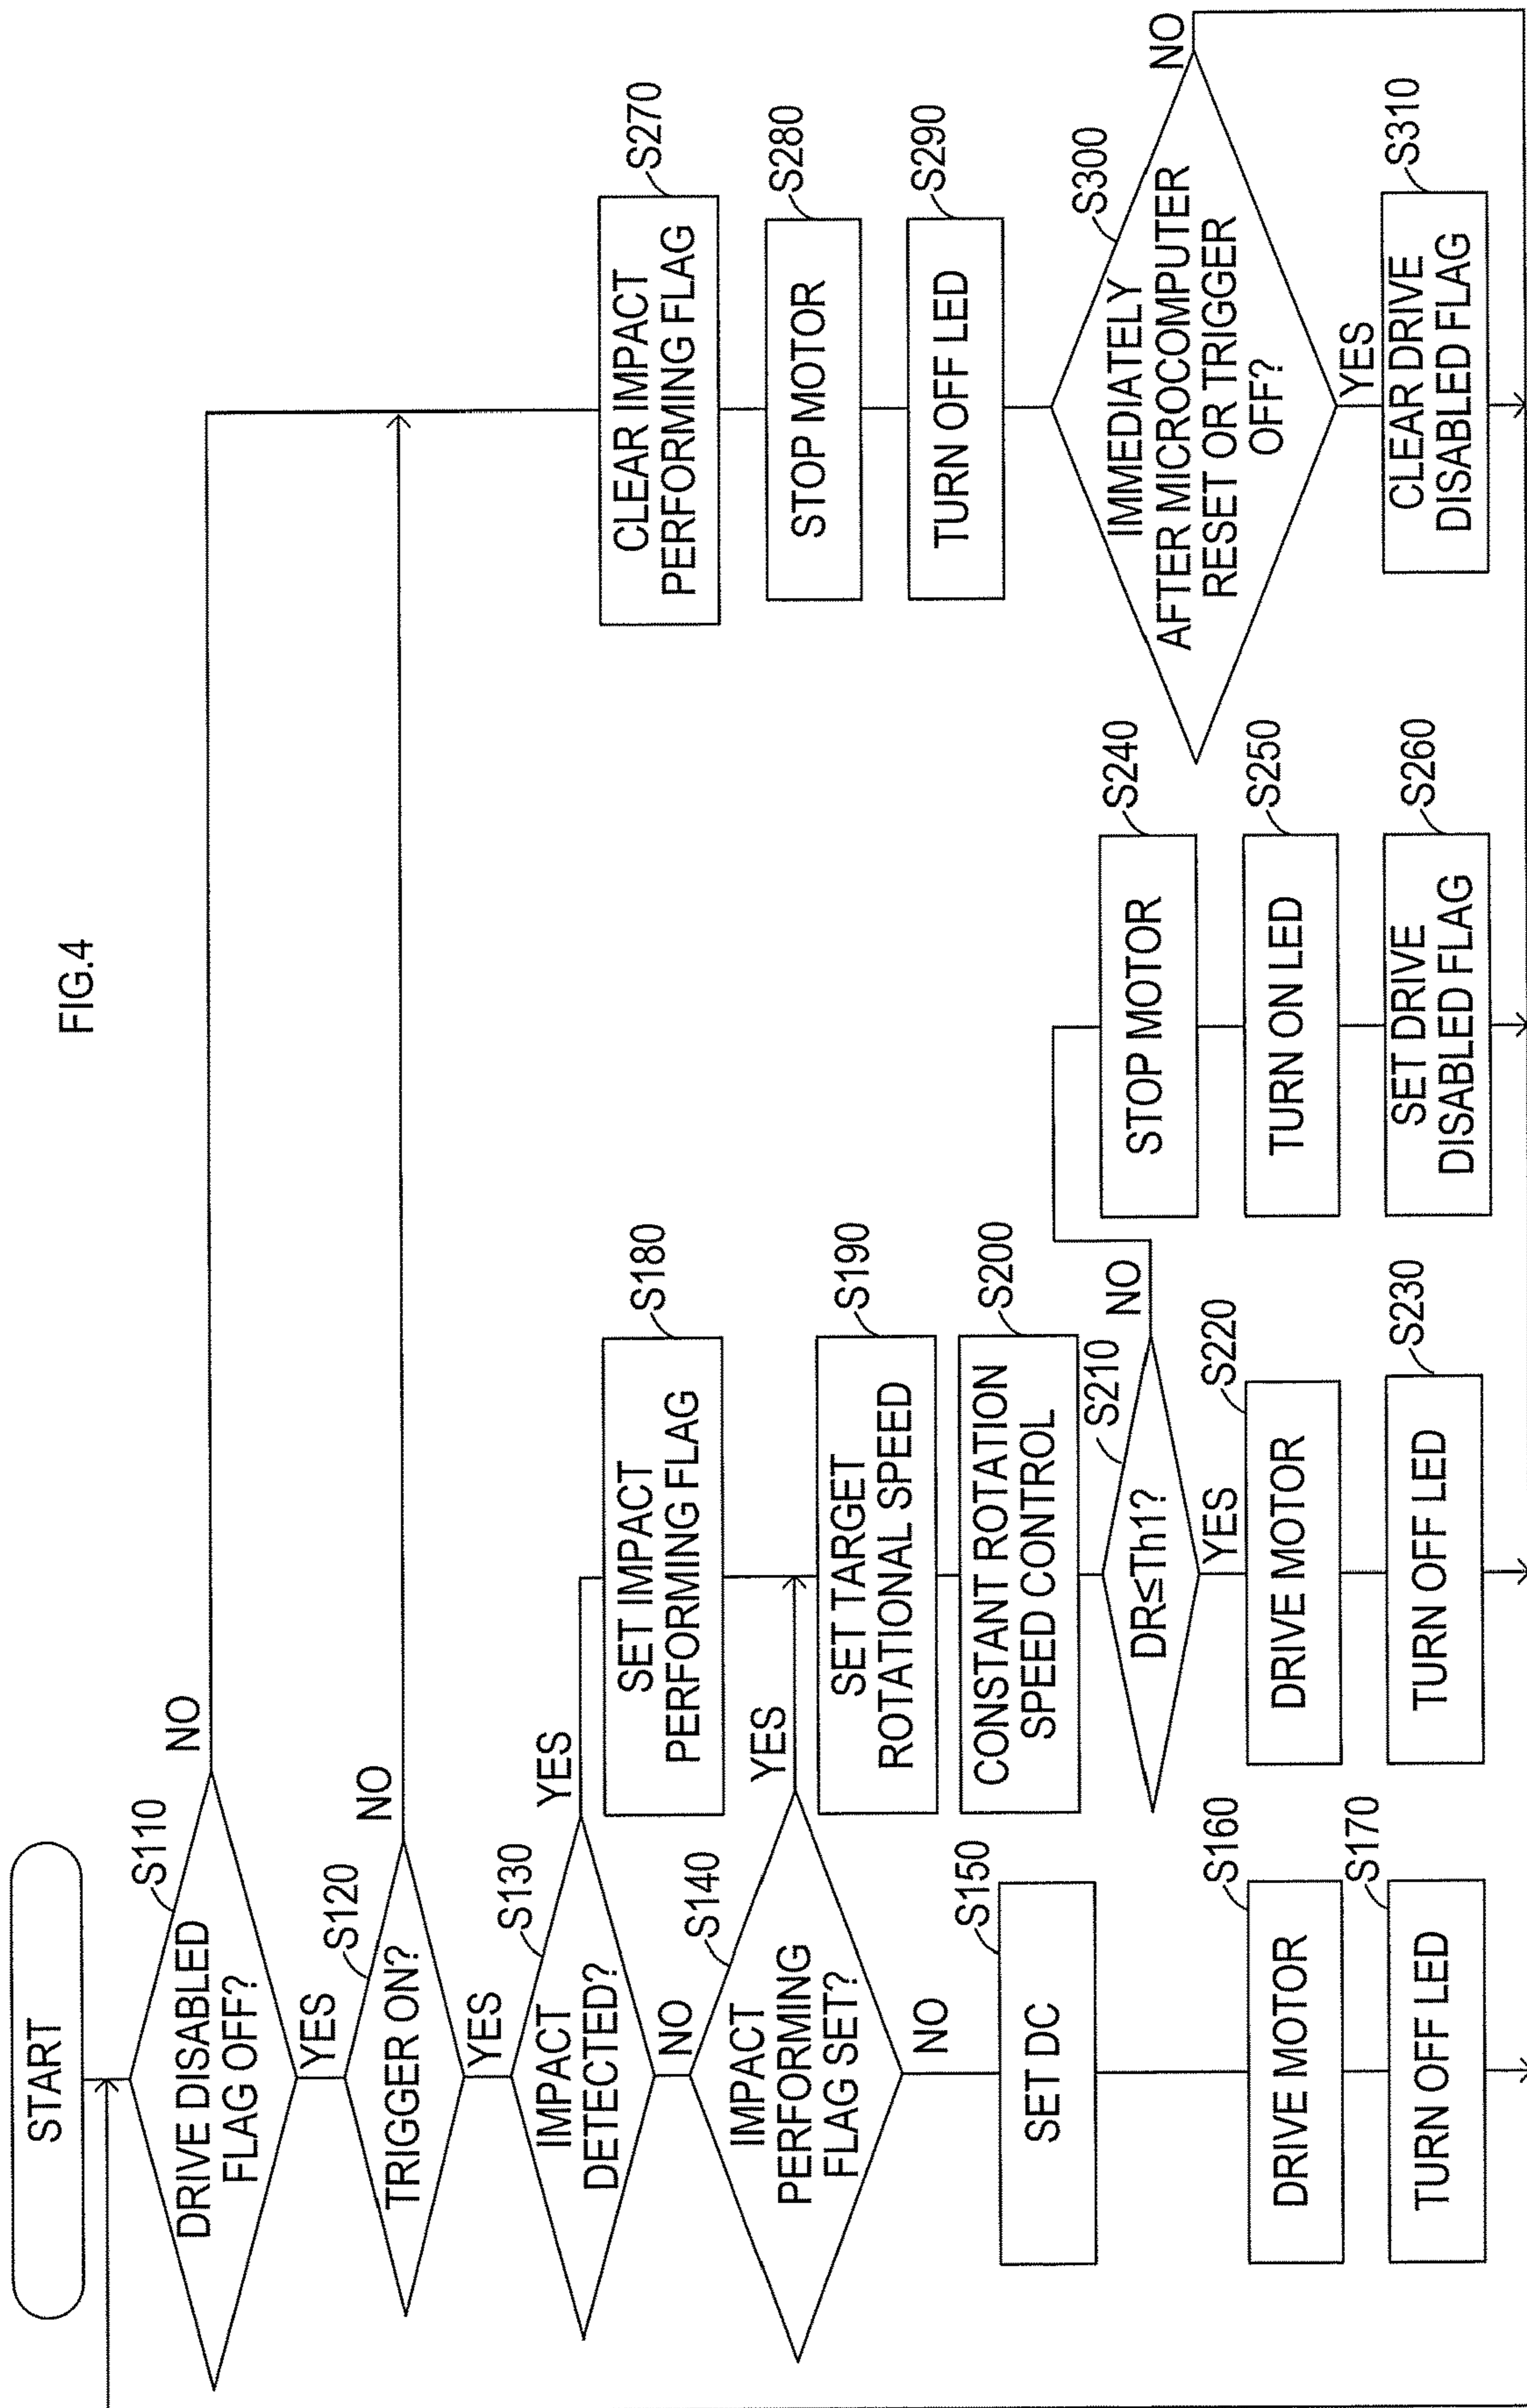 FIG.4
START
DRIVE DISABLED
FLAG OFF?
S110
NO
YES
TRIGGER ON?
S120
NO
YES
IMPACT
DETECTED?
S130
YES
NO
IMPACT
PERFORMING
FLAG SET?
S140
YES
NO
SET DC
S150
DRIVE MOTOR
S160
TURN OFF LED
S170
SET IMPACT
PERFORMING FLAG
S180
SET TARGET
ROTATIONAL SPEED
S190
CONSTANT ROTATION
SPEED CONTROL
S200
DR≤Th1?
S210
NO
YES
DRIVE MOTOR
S220
TURN OFF LED
S230
STOP MOTOR
S240
TURN ON LED
S250
SET DRIVE
DISABLED FLAG
S260
CLEAR IMPACT
PERFORMING FLAG
S270
STOP MOTOR
S280
TURN OFF LED
S290
IMMEDIATELY
AFTER MICROCOMPUTER
RESET OR TRIGGER
OFF?
S300
NO
YES
CLEAR DRIVE
DISABLED FLAG
S310